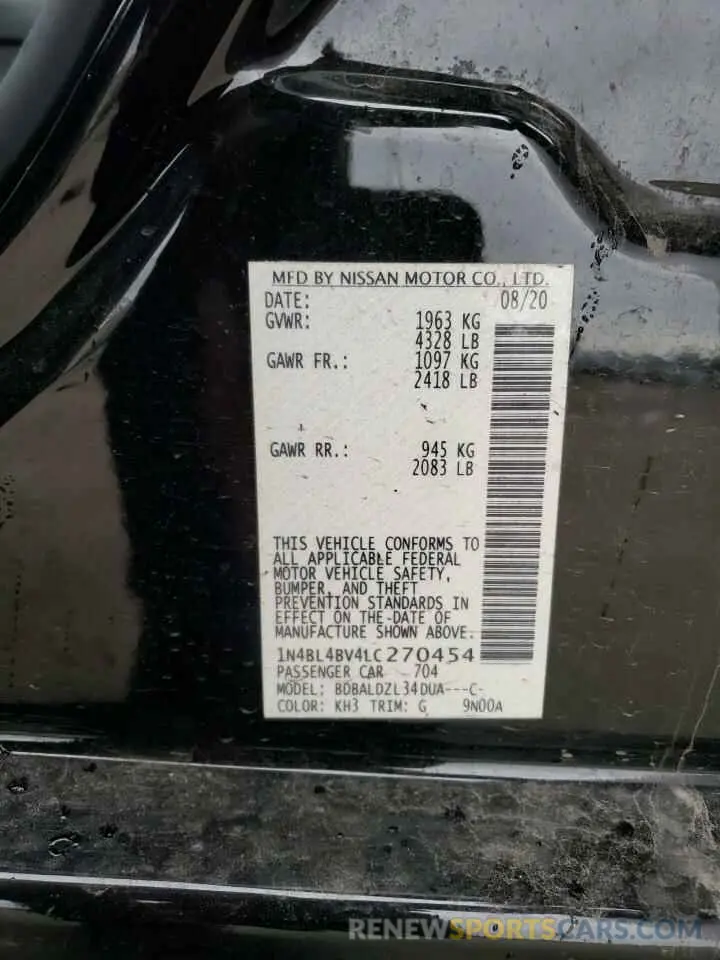 MFD BY NISSAN MOTOR CO., LTD.
DATE: 08/20
GVWR: 1963 KG
4328 LB
GAWR FR.: 1097 KG
2418 LB
GAWR RR.: 945 KG
2083 LB
THIS VEHICLE CONFORMS TO
ALL APPLICABLE FEDERAL
MOTOR VEHICLE SAFETY,
BUMPER, AND THEFT
PREVENTION STANDARDS IN
EFFECT ON THE DATE OF
MANUFACTURE SHOWN ABOVE.
1N4BL4BV4LC270454
PASSENGER CAR 704
MODEL: BDBALDZL34DUA---C-
COLOR: KH3 TRIM: G 9N00A
RENEWSPORTSCARS.COM